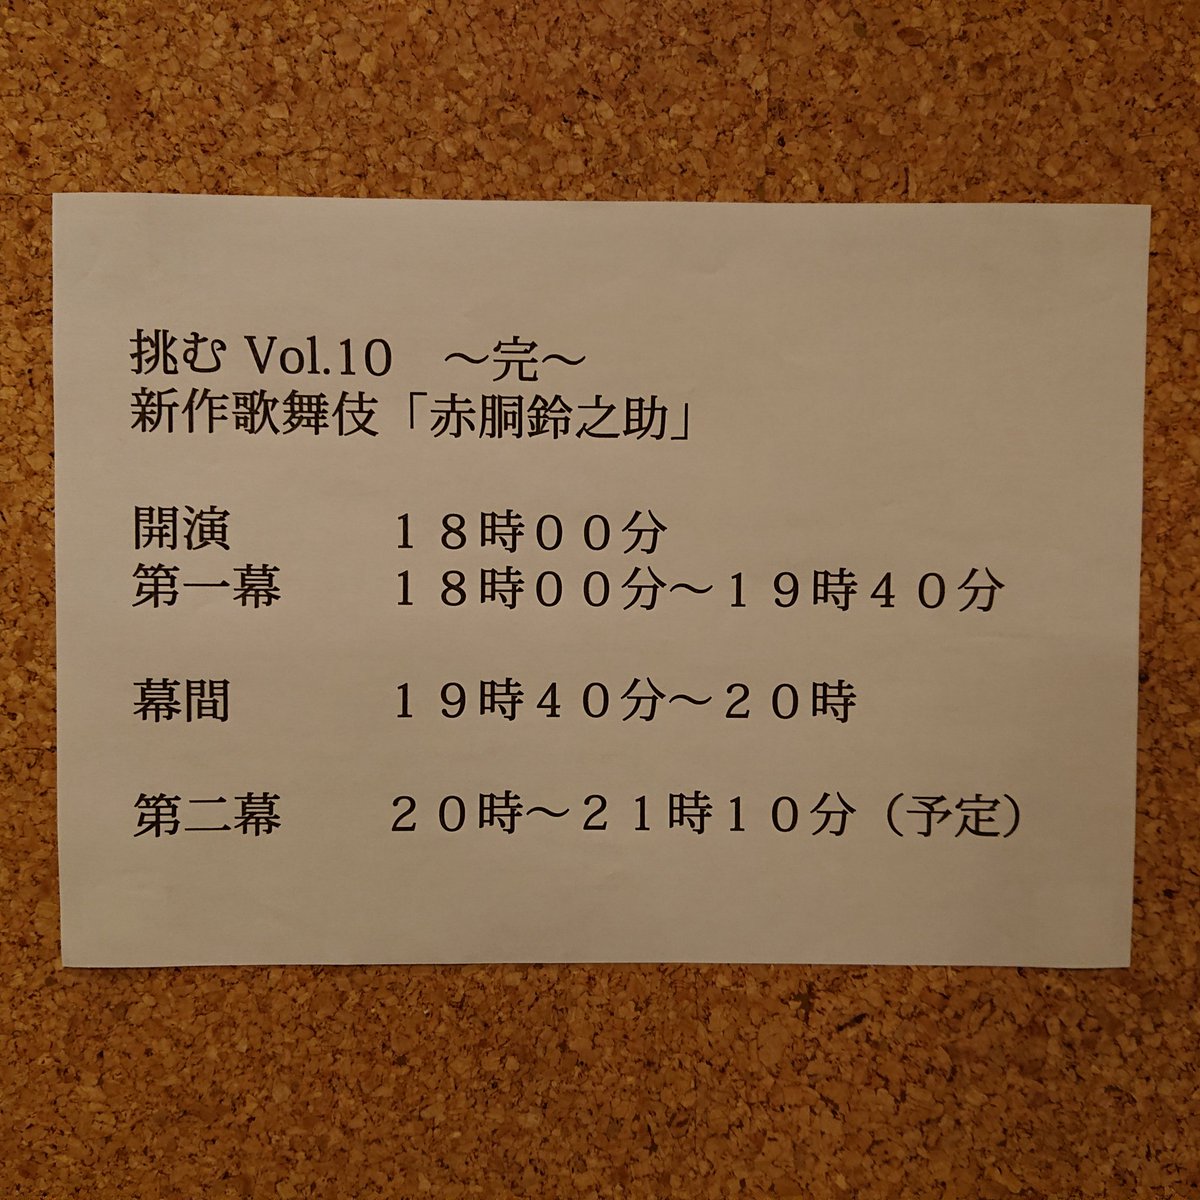 挑む Vol.10　～完～
新作歌舞伎「赤胴鈴之助」
開演　　　１８時００分
第一幕　　１８時００分～１９時４０分
幕間　　　１９時４０分～２０時
第二幕　　２０時～２１時１０分（予定）